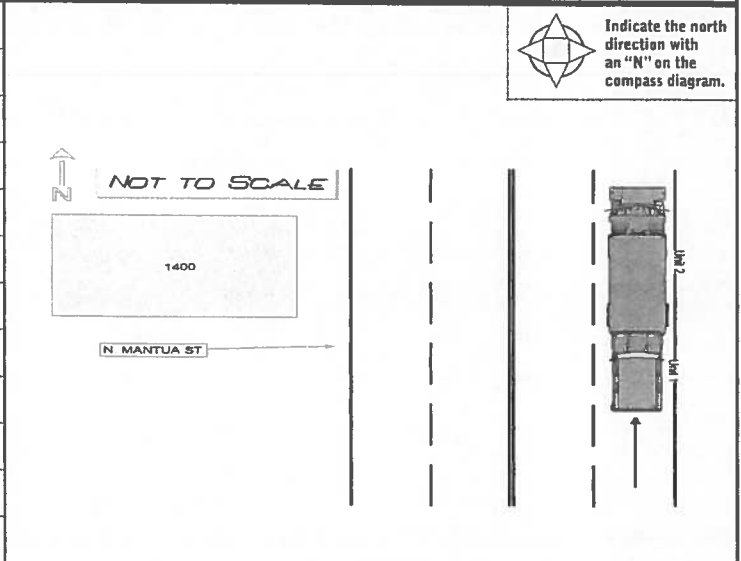 Indicate the north
direction with
an “N” on the
compass diagram.
NOT TO SCALE
N
1400
N MANTUA ST
Unit 2
Unit 1